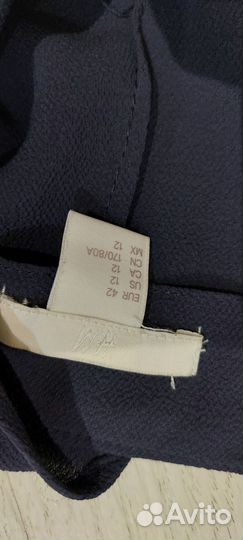 EUR 42
US 12
CA 12
CN 170/80A
MX 12
H&M
Avito